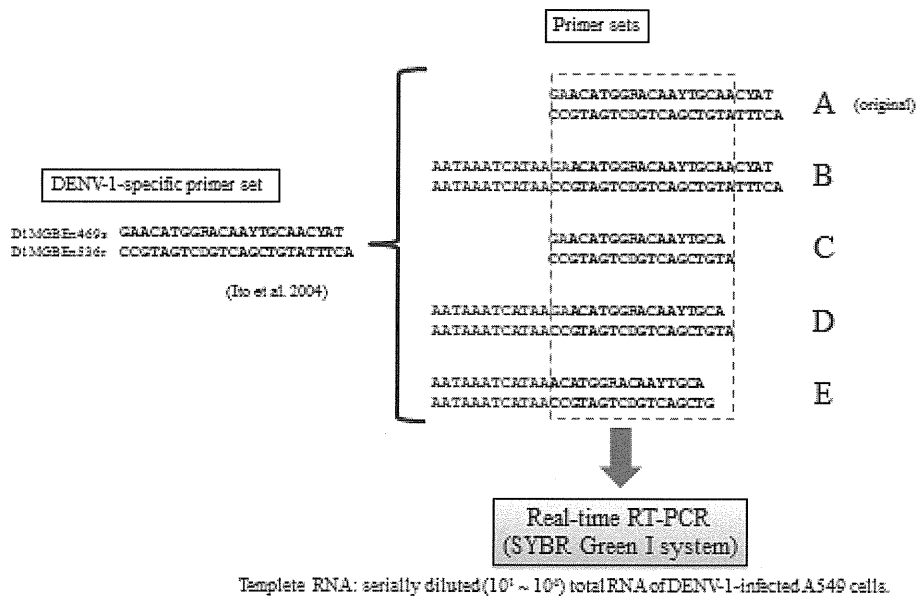 Primer sets
GAACATGGRACAAYTGCAACYAT
CCGTAGTCDGTCAGCTGTATTTCA
A (original)
AATAAATCATAAGAACATGGRACAAYTGCAACYAT
AATAAATCATAACCGTAGTCDGTCAGCTGTATTTCA
B
DENV-1-specific primer set
D1MGBEn469s GAACATGGRACAAYTGCAACYAT
D1MGBEn536r CCGTAGTCDGTCAGCTGTATTTCA
(Ito et al. 2004)
GAACATGGRACAAYTGCA
CCGTAGTCDGTCAGCTGTA
C
AATAAATCATAAGAACATGGRACAAYTGCA
AATAAATCATAACCGTAGTCDGTCAGCTGTA
D
AATAAATCATAAACATGGRACAAYTGCA
AATAAATCATAACCGTAGTCDGTCAGCTG
E
Real-time RT-PCR
(SYBR Green I system)
Templete RNA: serially diluted total RNA of DENV-1-infected A549 cells.